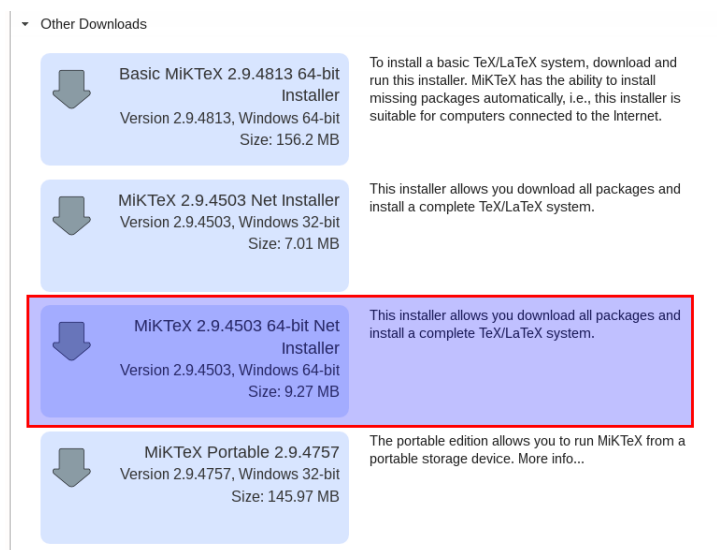 Other Downloads
Basic MiKTeX 2.9.4813 64-bit
Installer
Version 2.9.4813, Windows 64-bit
Size: 156.2 MB
To install a basic TeX/LaTeX system, download and
run this installer. MiKTeX has the ability to install
missing packages automatically, i.e., this installer is
suitable for computers connected to the Internet.
MiKTeX 2.9.4503 Net Installer
Version 2.9.4503, Windows 32-bit
Size: 7.01 MB
This installer allows you download all packages and
install a complete TeX/LaTeX system.
MiKTeX 2.9.4503 64-bit Net
Installer
Version 2.9.4503, Windows 64-bit
Size: 9.27 MB
This installer allows you download all packages and
install a complete TeX/LaTeX system.
MiKTeX Portable 2.9.4757
Version 2.9.4757, Windows 32-bit
Size: 145.97 MB
The portable edition allows you to run MiKTeX from a
portable storage device. More info...